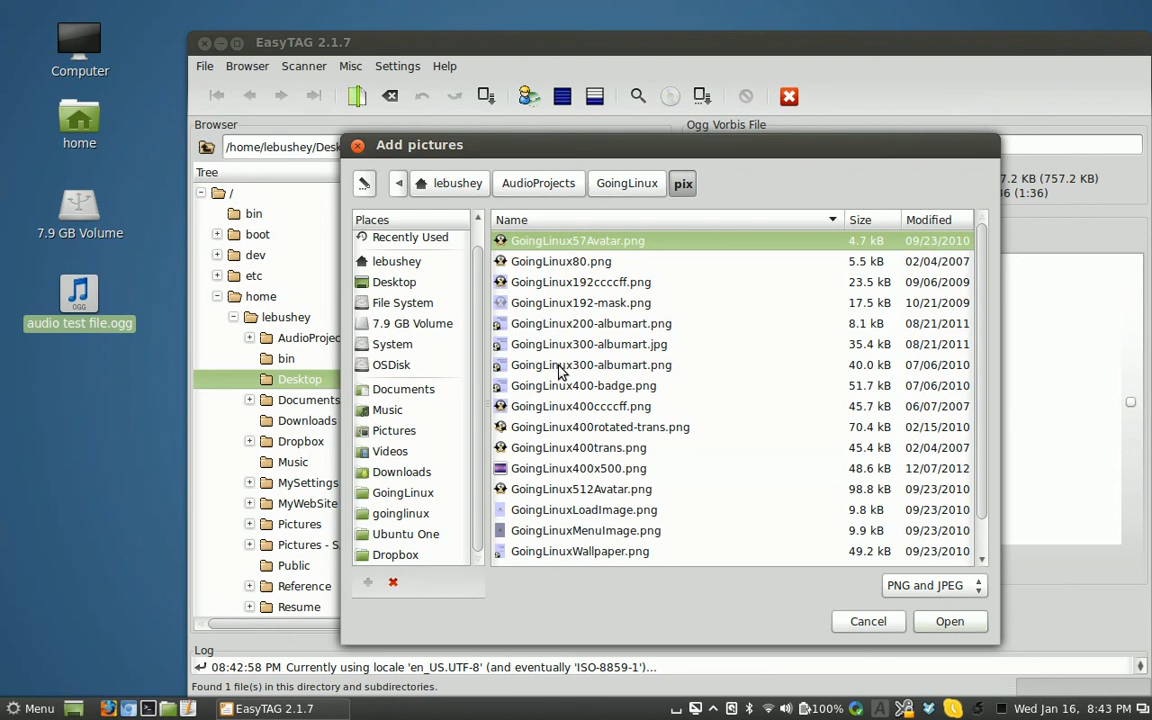 Computer
home
7.9 GB Volume
audio test file.ogg
EasyTAG 2.1.7
File Browser Scanner Misc Settings Help
Browser
Ogg Vorbis File
/home/lebushey/Desk
7.2 KB (757.2 KB)
(1:36)
Tree
/
bin
boot
dev
etc
home
lebushey
AudioProjec
bin
Desktop
Documents
Downloads
Dropbox
Music
MySettings
MyWebSite
Pictures
Pictures - S
Public
Reference
Resume
Add pictures
lebushey AudioProjects GoingLinux pix
Places
Recently Used
lebushey
Desktop
File System
7.9 GB Volume
System
OSDisk
Documents
Music
Pictures
Videos
Downloads
GoingLinux
goinglinux
Ubuntu One
Dropbox
Name Size Modified
GoingLinux57Avatar.png 4.7 kB 09/23/2010
GoingLinux80.png 5.5 kB 02/04/2007
GoingLinux192ccccff.png 23.5 kB 09/06/2009
GoingLinux192-mask.png 17.5 kB 10/21/2009
GoingLinux200-albumart.png 8.1 kB 08/21/2011
GoingLinux300-albumart.jpg 35.4 kB 08/21/2011
GoingLinux300-albumart.png 40.0 kB 07/06/2010
GoingLinux400-badge.png 51.7 kB 07/06/2010
GoingLinux400ccccff.png 45.7 kB 06/07/2007
GoingLinux400rotated-trans.png 70.4 kB 02/15/2010
GoingLinux400trans.png 45.4 kB 02/04/2007
GoingLinux400x500.png 48.6 kB 12/07/2012
GoingLinux512Avatar.png 98.8 kB 09/23/2010
GoingLinuxLoadImage.png 9.8 kB 09/23/2010
GoingLinuxMenuImage.png 9.9 kB 09/23/2010
GoingLinuxWallpaper.png 49.2 kB 09/23/2010
PNG and JPEG
Cancel Open
Log
08:42:58 PM Currently using locale 'en_US.UTF-8' (and eventually 'ISO-8859-1')...
Found 1 file(s) in this directory and subdirectories.
Menu EasyTAG 2.1.7 100% Wed Jan 16, 8:43 PM